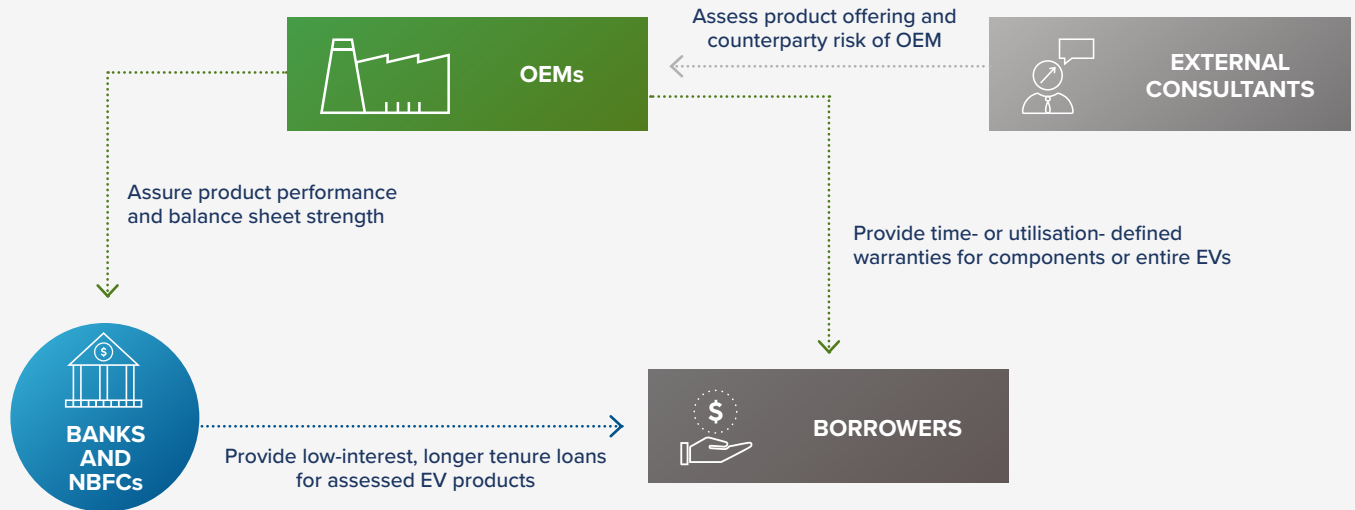 Assess product offering and
counterparty risk of OEM
OEMs
EXTERNAL
CONSULTANTS
Assure product performance
and balance sheet strength
Provide time- or utilisation- defined
warranties for components or entire EVs
$
BANKS
AND
NBFCs
Provide low-interest, longer tenure loans
for assessed EV products
$
BORROWERS